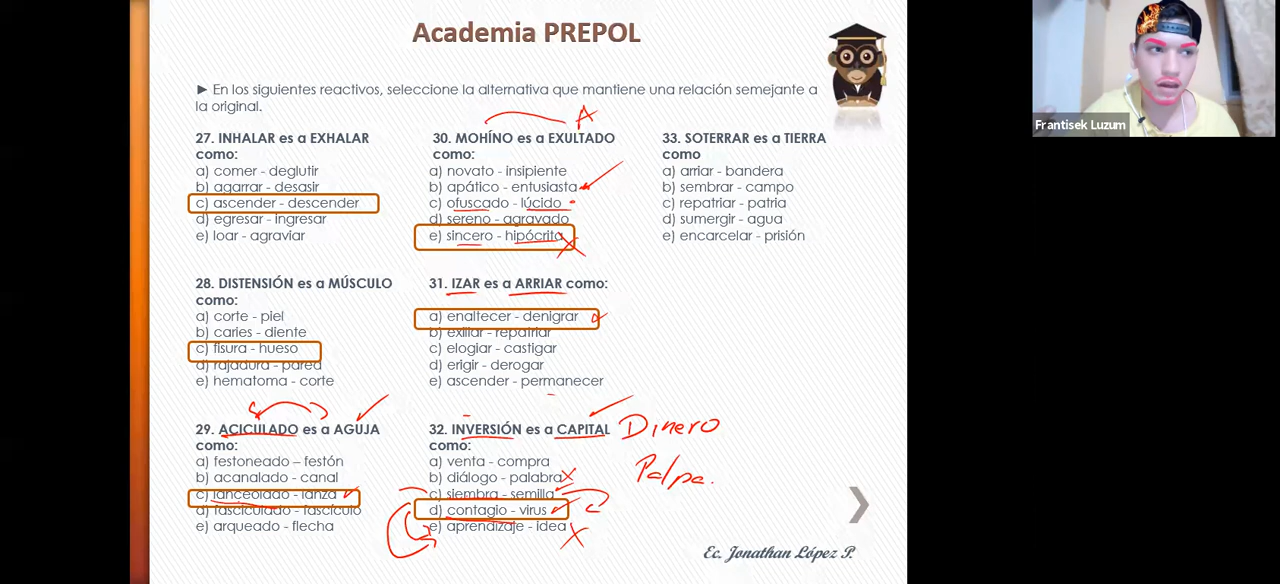 Academia PREPOL
► En los siguientes reactivos, seleccione la alternativa que mantiene una relación semejante a
la original.
27. INHALAR es a EXHALAR
como:
a) comer - deglutir
b) agarrar - desasir
c) ascender - descender
d) egresar - ingresar
e) loar - agraviar
28. DISTENSIÓN es a MÚSCULO
como:
a) corte - piel
b) caries - diente
c) fisura - hueso
d) rajadura - pared
e) hematoma - corte
29. ACICULADO es a AGUJA
como:
a) festoneado – festón
b) acanalado - canal
c) lanceolado - lanza
d) fasciculado - fascículo
e) arqueado - flecha
A
30. MOHÍNO es a EXULTADO
como:
a) novato - insipiente
b) apático - entusiasta
c) ofuscado - lúcido
d) sereno - agravado
e) sincero - hipócrita
31. IZAR es a ARRIAR como:
a) enaltecer - denigrar
b) exiliar - repatriar
c) elogiar - castigar
d) erigir - derogar
e) ascender - permanecer
32. INVERSIÓN es a CAPITAL
como:
a) venta - compra
b) diálogo - palabra
c) siembra - semilla
d) contagio - virus
e) aprendizaje - idea
Dinero
33. SOTERRAR es a TIERRA
como
a) arriar - bandera
b) sembrar - campo
c) repatriar - patria
d) sumergir - agua
e) encarcelar - prisión
Ec. Jonathan López P.
Frantisek Luzum